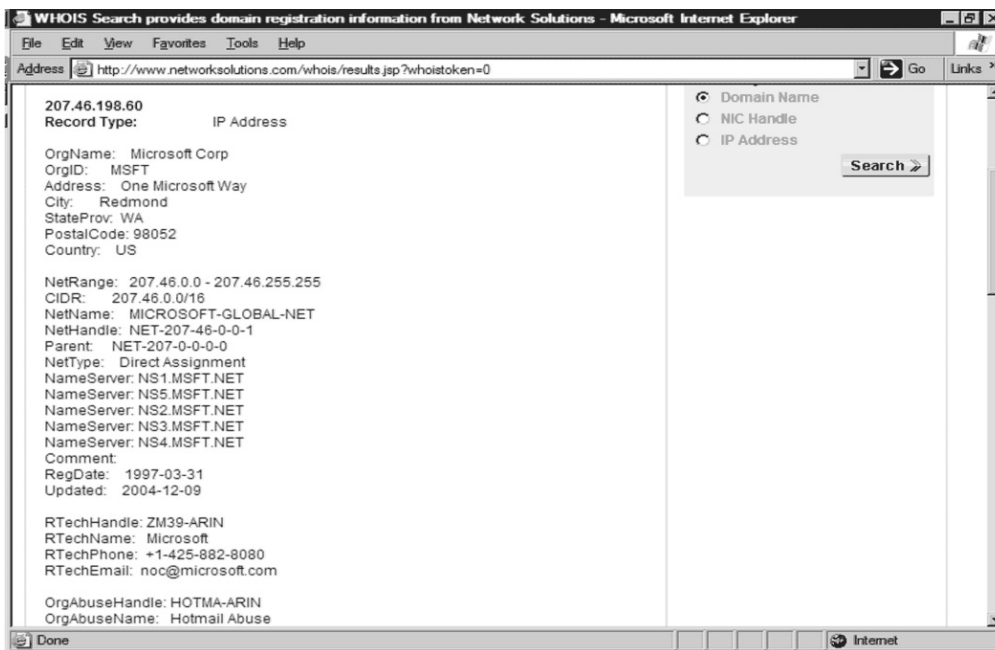 WHOIS Search provides domain registration information from Network Solutions - Microsoft Internet Explorer
File Edit View Favorites Tools Help
Address http://www.networksolutions.com/whois/results.jsp?whoistoken=0 Go Links »
207.46.198.60
Record Type: IP Address
OrgName: Microsoft Corp
OrgID: MSFT
Address: One Microsoft Way
City: Redmond
StateProv: WA
PostalCode: 98052
Country: US
NetRange: 207.46.0.0 - 207.46.255.255
CIDR: 207.46.0.0/16
NetName: MICROSOFT-GLOBAL-NET
NetHandle: NET-207-46-0-0-1
Parent: NET-207-0-0-0-0
NetType: Direct Assignment
NameServer: NS1.MSFT.NET
NameServer: NS5.MSFT.NET
NameServer: NS2.MSFT.NET
NameServer: NS3.MSFT.NET
NameServer: NS4.MSFT.NET
Comment:
RegDate: 1997-03-31
Updated: 2004-12-09
RTechHandle: ZM39-ARIN
RTechName: Microsoft
RTechPhone: +1-425-882-8080
RTechEmail: noc@microsoft.com
OrgAbuseHandle: HOTMA-ARIN
OrgAbuseName: Hotmail Abuse
Domain Name
NIC Handle
IP Address
Search
Done
Internet